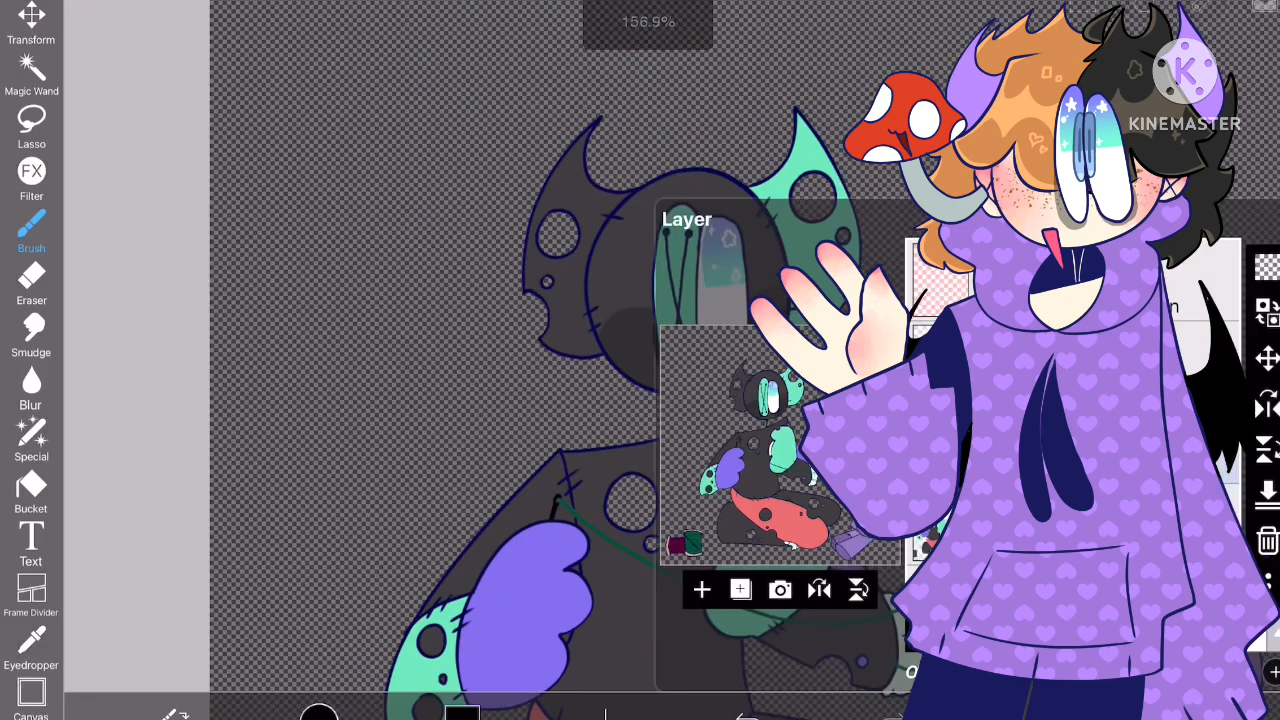 Transform
Magic Wand
Lasso
FX
Filter
Brush
Eraser
Smudge
Blur
Special
Bucket
T
Text
Frame Divider
Eyedropper
Canvas
156.9%
Layer
K
KINEMASTER